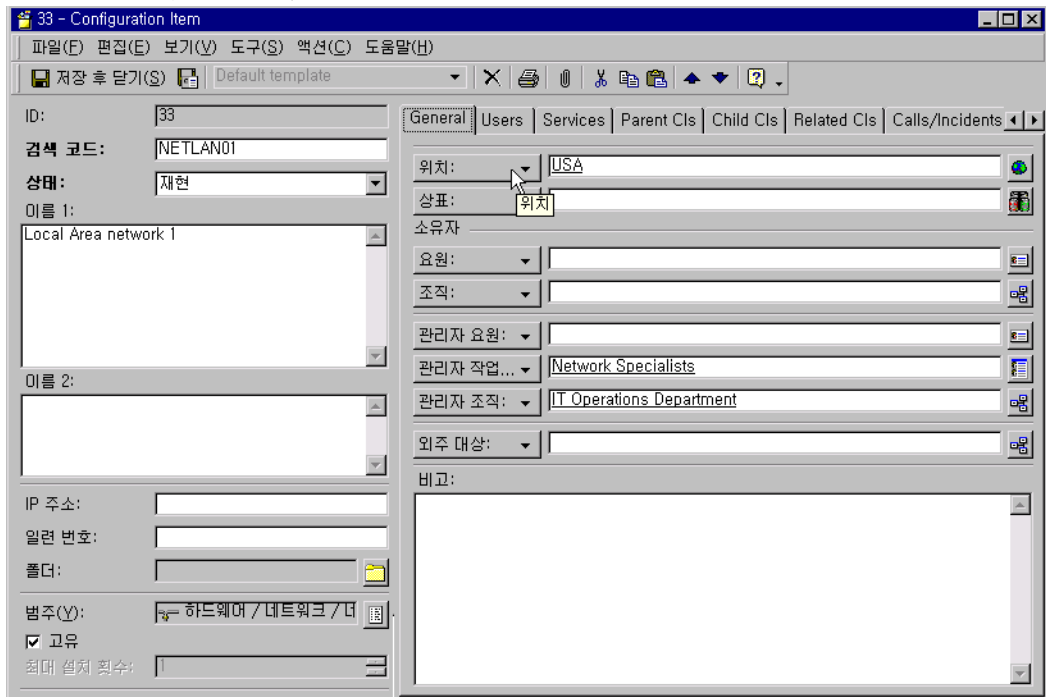 33 - Configuration Item
파일(F) 편집(E) 보기(V) 도구(S) 액션(C) 도움말(H)
저장 후 닫기(S) Default template
ID: 33
검색 코드: NETLAN01
상태: 재현
이름 1:
Local Area network 1
이름 2:
IP 주소:
일련 번호:
폴더:
범주(Y): 하드웨어 / 네트워크 / 너
고유
최대 설치 횟수: 1
General Users Services Parent CIs Child CIs Related CIs Calls/Incidents
위치: USA
상표:
위치
소유자
요원:
조직:
관리자 요원:
관리자 작업... Network Specialists
관리자 조직: IT Operations Department
외주 대상:
비고: